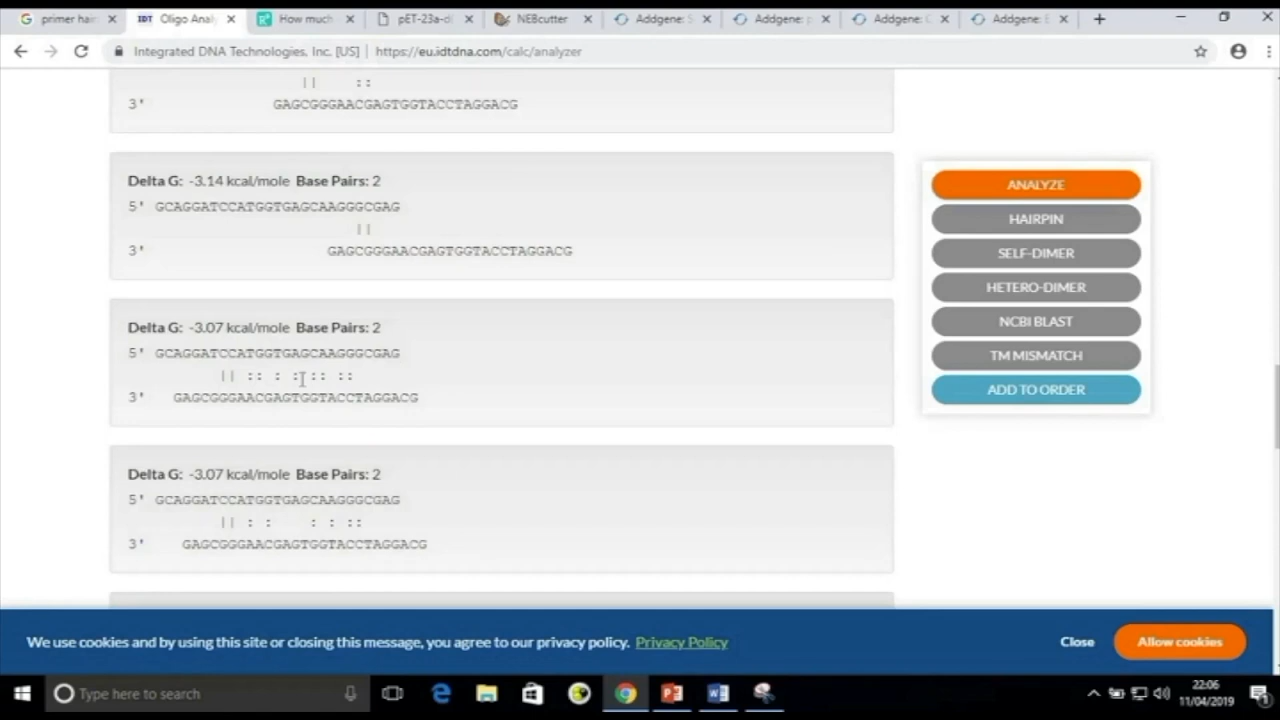 primer hair
IDT Oligo Anal
How much
pET-23a-d
NEBcutter
Addgene: S
Addgene: p
Addgene: C
Addgene: E
Integrated DNA Technologies, Inc. [US] | https://eu.idtdna.com/calc/analyzer
|| ::
3' GAGCGGGAACGAGTGGTACCTAGGACG
Delta G: -3.14 kcal/mole Base Pairs: 2
5' GCAGGATCCATGGTGAGCAAGGGCGAG
||
3' GAGCGGGAACGAGTGGTACCTAGGACG
Delta G: -3.07 kcal/mole Base Pairs: 2
5' GCAGGATCCATGGTGAGCAAGGGCGAG
|| :: : : :: ::
3' GAGCGGGAACGAGTGGTACCTAGGACG
Delta G: -3.07 kcal/mole Base Pairs: 2
5' GCAGGATCCATGGTGAGCAAGGGCGAG
|| : : : : ::
3' GAGCGGGAACGAGTGGTACCTAGGACG
ANALYZE
HAIRPIN
SELF-DIMER
HETERO-DIMER
NCBI BLAST
TM MISMATCH
ADD TO ORDER
We use cookies and by using this site or closing this message, you agree to our privacy policy. Privacy Policy
Close
Allow cookies
Type here to search
22:06
11/04/2019